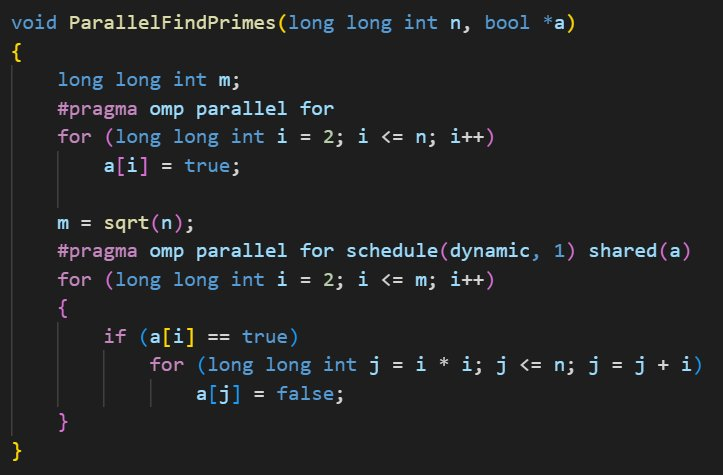 void ParallelFindPrimes(long long int n, bool *a)
{
    long long int m;
    #pragma omp parallel for
    for (long long int i = 2; i <= n; i++)
        a[i] = true;

    m = sqrt(n);
    #pragma omp parallel for schedule(dynamic, 1) shared(a)
    for (long long int i = 2; i <= m; i++)
    {
        if (a[i] == true)
            for (long long int j = i * i; j <= n; j = j + i)
                a[j] = false;
    }
}